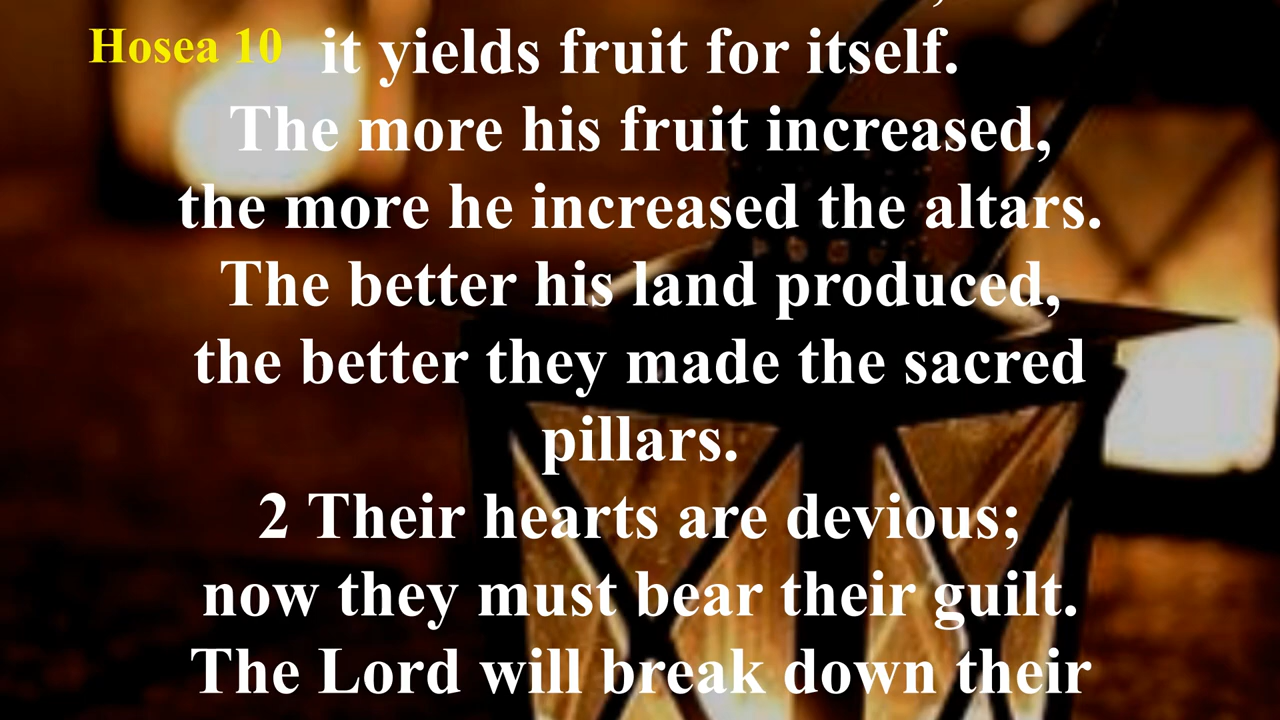 Hosea 10
it yields fruit for itself.
The more his fruit increased,
the more he increased the altars.
The better his land produced,
the better they made the sacred
pillars.
2 Their hearts are devious;
now they must bear their guilt.
The Lord will break down their